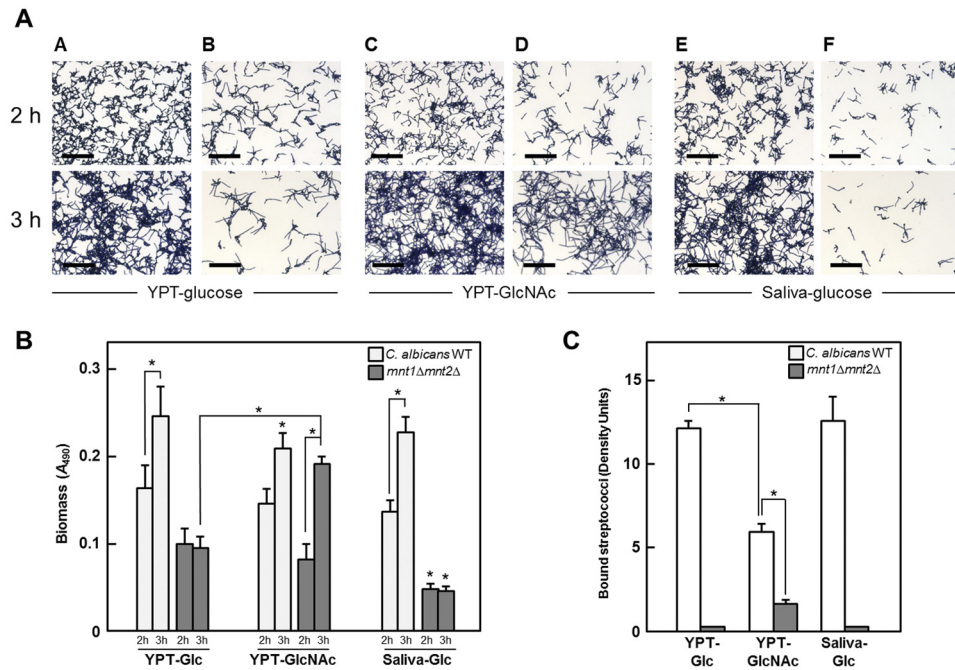 A
A B C D E F
2 h
3 h
YPT-glucose YPT-GlcNAc Saliva-glucose
B
C. albicans WT
mnt1Δmnt2Δ
Biomass (A490)
0.3
0.2
0.1
0
* * * * * * *
2h 3h 2h 3h 2h 3h 2h 3h 2h 3h 2h 3h
YPT-Glc YPT-GlcNAc Saliva-Glc
C
C. albicans WT
mnt1Δmnt2Δ
Bound streptococci (Density Units)
15
10
5
0
* *
YPT- YPT- Saliva-
Glc GlcNAc Glc